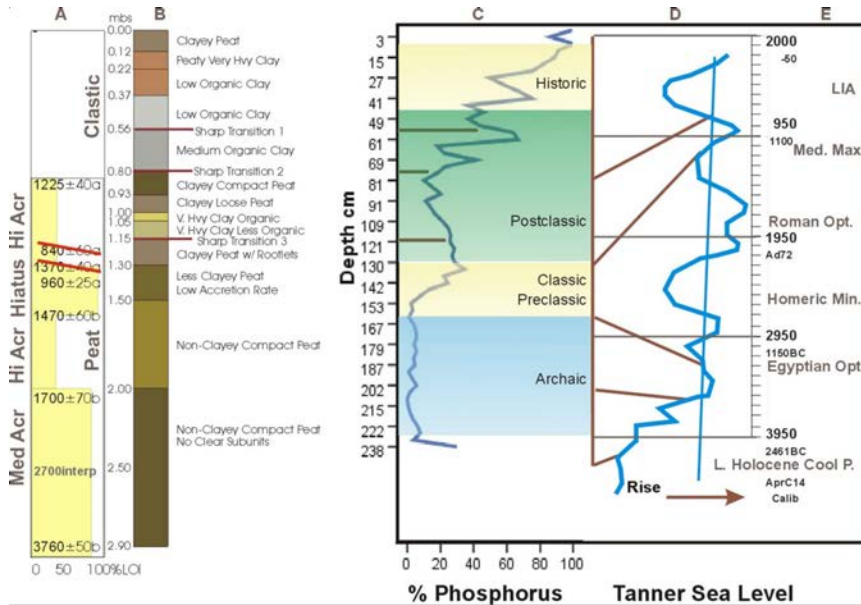 A
mbs
B
C
D
E
0.00
0.12
0.22
0.37
0.56
0.80
0.93
1.00
1.05
1.15
1.30
1.50
2.00
2.50
2.90
Clastic
Peat
Hi Acr
Hiatus
Hi Acr
Med Acr
1225±40a
840±60a
1370±40a
960±25a
1470±60b
1700±70b
2700interp
3760±50b
0 50 100%LOI
Clayey Peat
Peaty Very Hvy Clay
Low Organic Clay
Low Organic Clay
Sharp Transition 1
Medium Organic Clay
Sharp Transition 2
Clayey Compact Peat
Clayey Loose Peat
V. Hvy Clay Organic
V. Hvy Clay Less Organic
Sharp Transition 3
Clayey Peat w/ Rootlets
Less Clayey Peat
Low Accretion Rate
Non-Clayey Compact Peat
Non-Clayey Compact Peat
No Clear Subunits
Depth cm
3
15
27
41
49
61
69
81
91
109
121
130
142
153
167
179
187
202
215
222
238
Historic
Postclassic
Classic
Preclassic
Archaic
0 20 40 60 80 100
% Phosphorus
2000
-50
LIA
950
1100
Med. Max
Roman Opt.
1950
Ad72
Homeric Min.
2950
1150BC
Egyptian Opt
3950
2461BC
L. Holocene Cool P.
AprC14
Calib
Rise
Tanner Sea Level